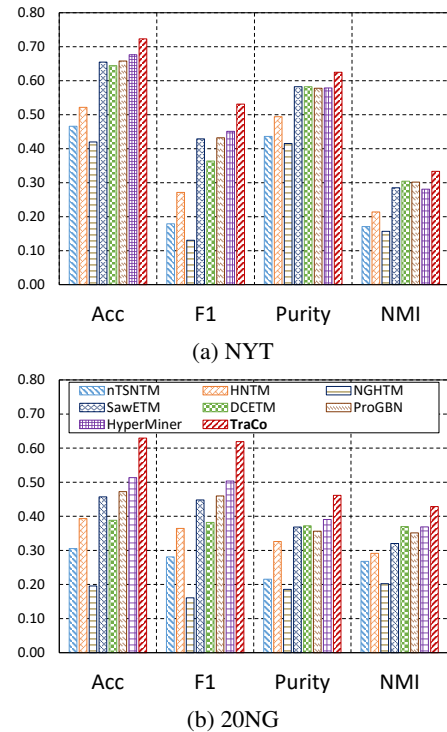 0.80
0.70
0.60
0.50
0.40
0.30
0.20
0.10
0.00
Acc F1 Purity NMI
(a) NYT
0.80
nTSNTM HNTM NGHTM
SawETM DCETM ProGBN
HyperMiner TraCo
0.70
0.60
0.50
0.40
0.30
0.20
0.10
0.00
Acc F1 Purity NMI
(b) 20NG